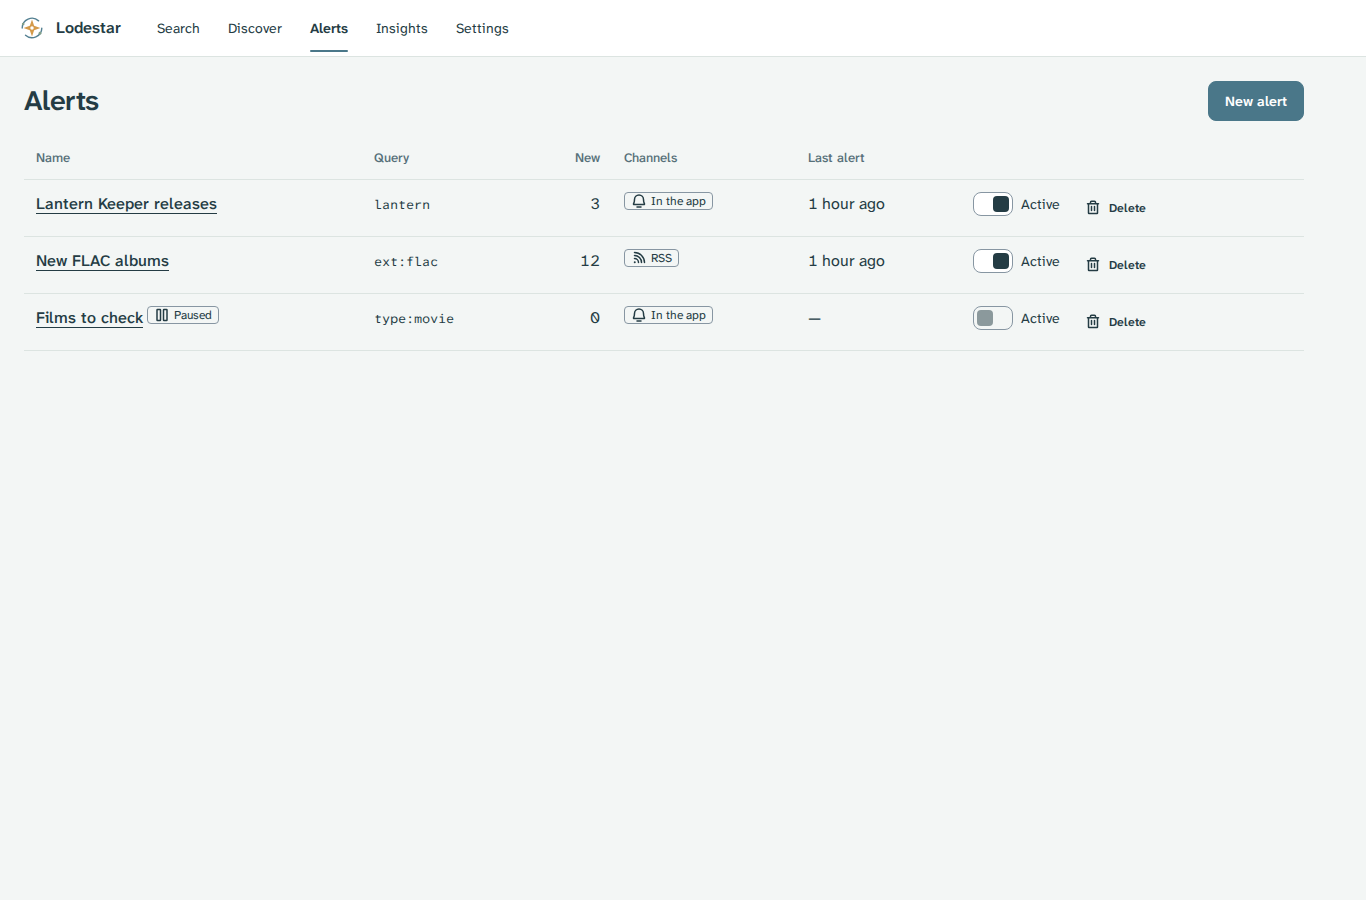 Lodestar Search Discover Alerts Insights Settings
Alerts New alert
Name Query New Channels Last alert
Lantern Keeper releases lantern 3 In the app 1 hour ago Active Delete
New FLAC albums ext:flac 12 RSS 1 hour ago Active Delete
Films to check Paused type:movie 0 In the app — Active Delete